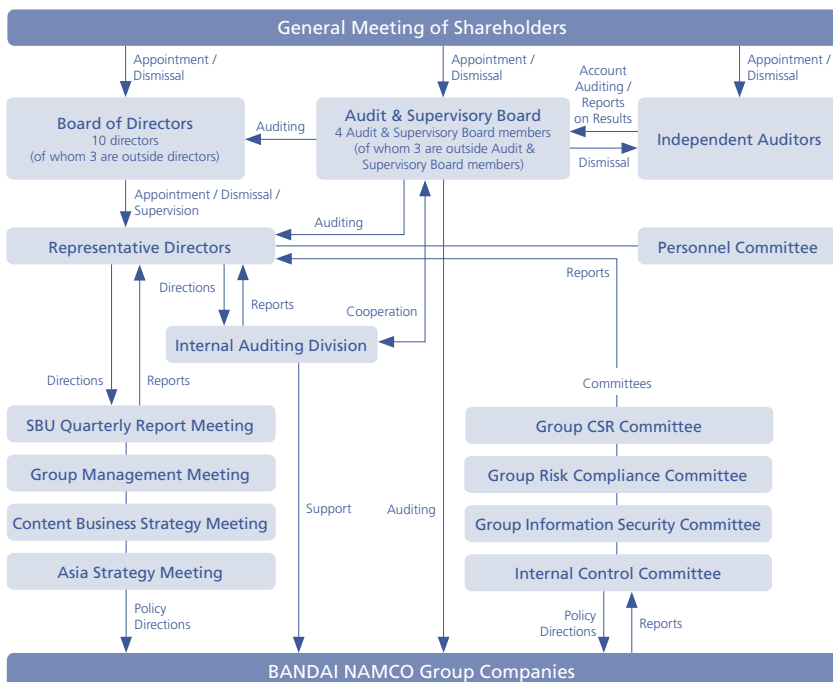 General Meeting of Shareholders
Appointment /
Dismissal
Appointment /
Dismissal
Appointment /
Dismissal
Account
Auditing /
Reports
on Results
Board of Directors
10 directors
(of whom 3 are outside directors)
Auditing
Audit & Supervisory Board
4 Audit & Supervisory Board members
(of whom 3 are outside Audit &
Supervisory Board members)
Independent Auditors
Dismissal
Appointment / Dismissal /
Supervision
Auditing
Representative Directors
Personnel Committee
Directions
Reports
Reports
Cooperation
Internal Auditing Division
Directions
Reports
Committees
SBU Quarterly Report Meeting
Group CSR Committee
Group Management Meeting
Group Risk Compliance Committee
Support
Auditing
Content Business Strategy Meeting
Group Information Security Committee
Asia Strategy Meeting
Internal Control Committee
Policy
Directions
Policy
Directions
Reports
BANDAI NAMCO Group Companies